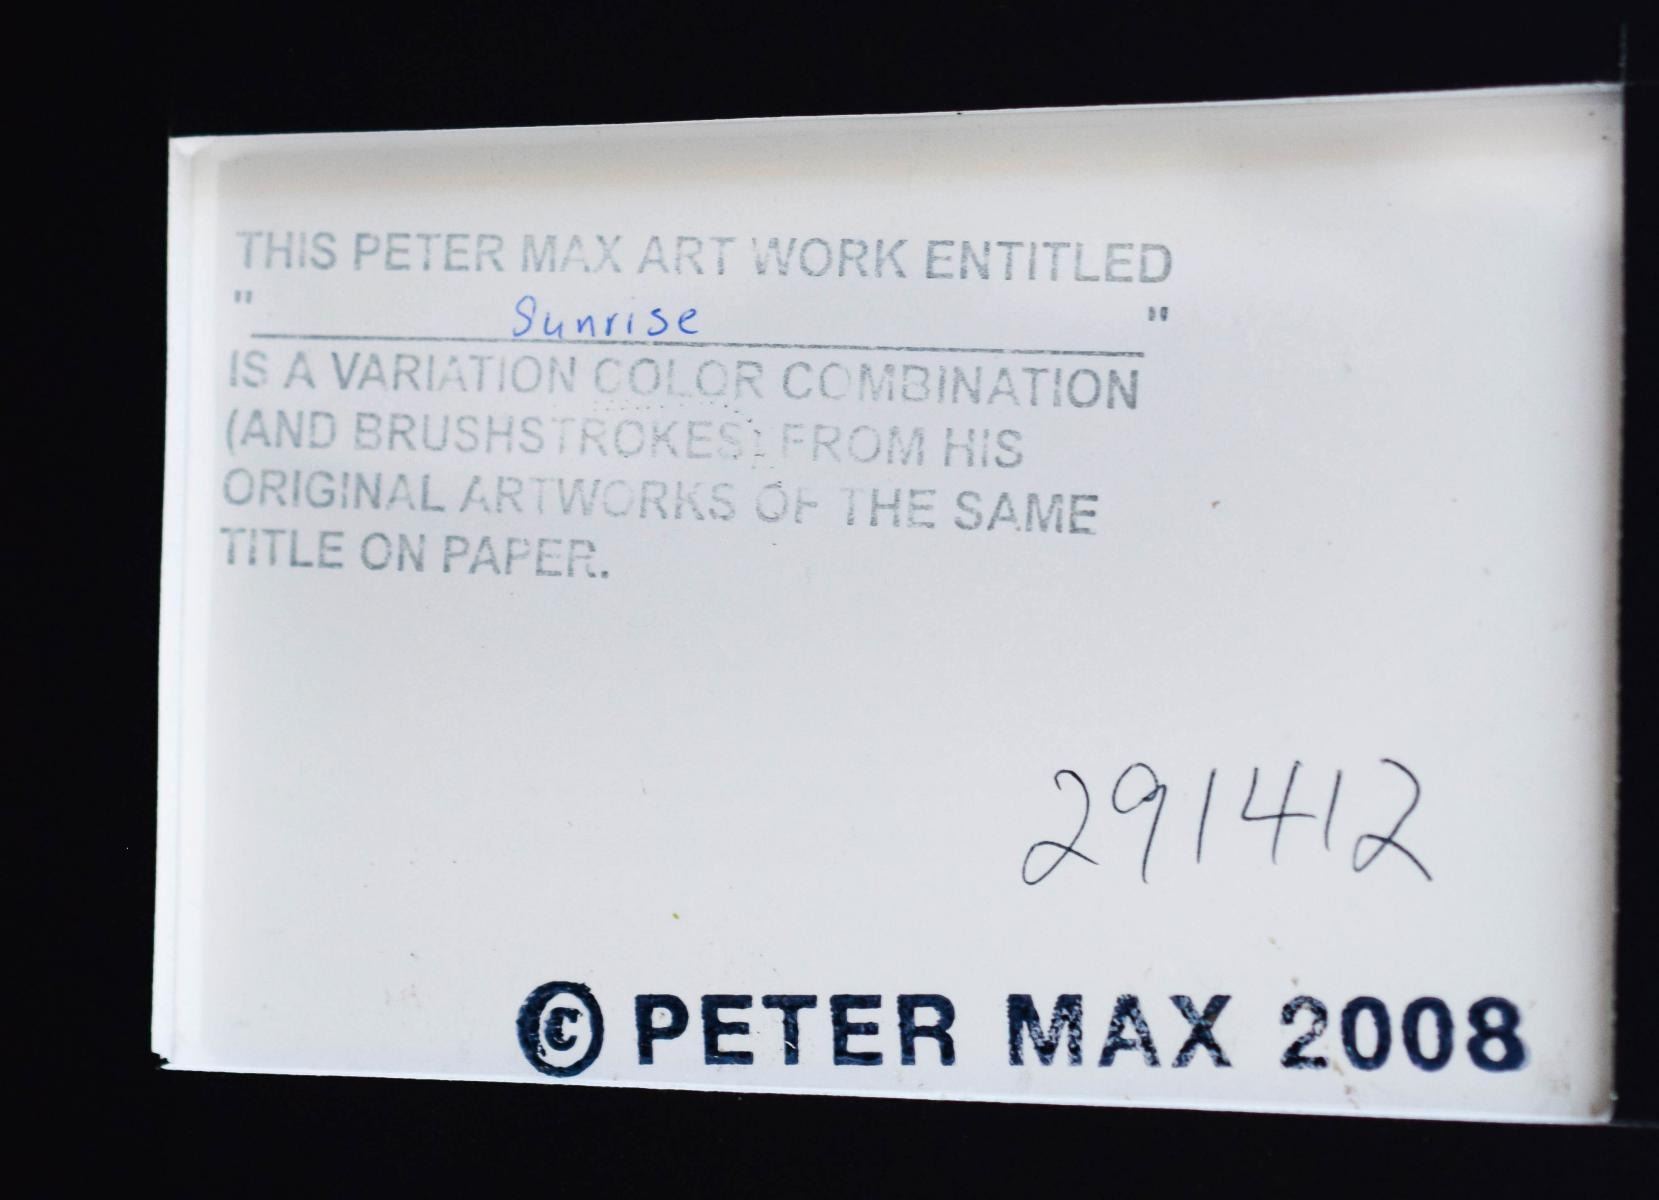 THIS PETER MAX ART WORK ENTITLED
" Sunrise "
IS A VARIATION COLOR COMBINATION
(AND BRUSHSTROKES) FROM HIS
ORIGINAL ARTWORKS OF THE SAME
TITLE ON PAPER.
291412
© PETER MAX 2008